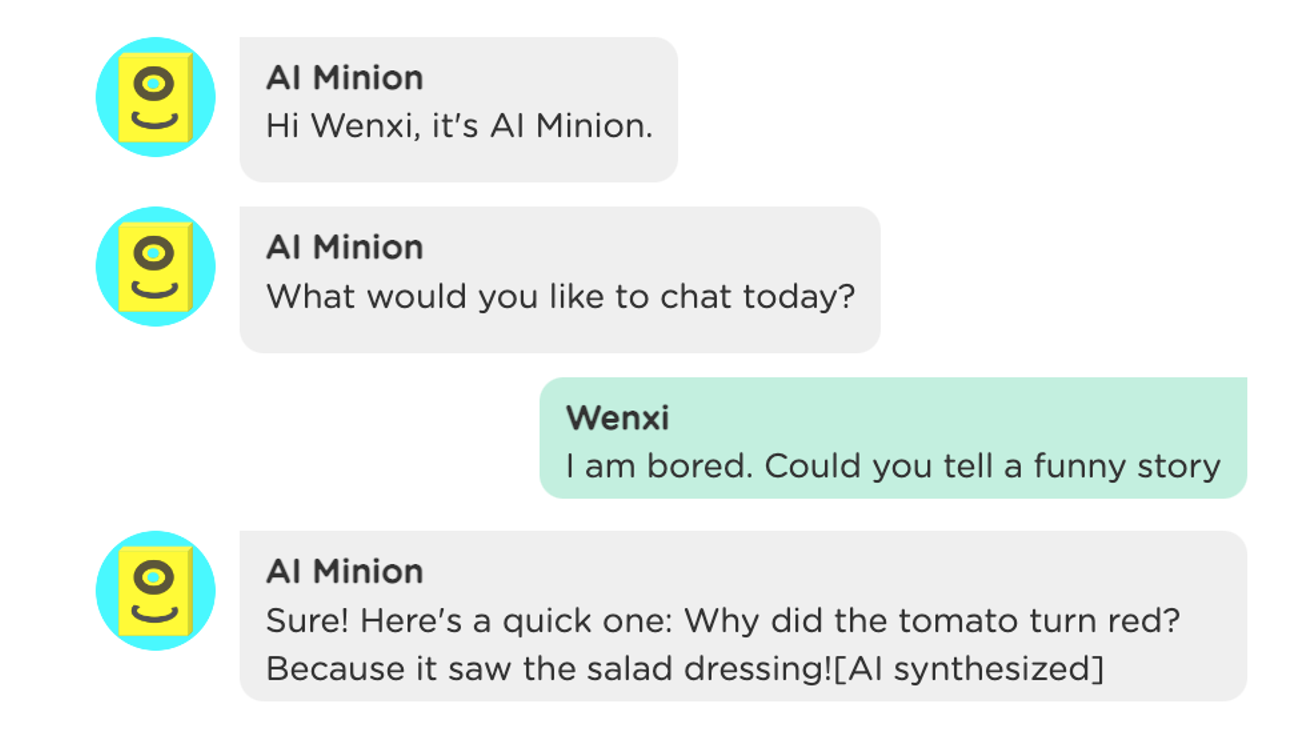 AI Minion
Hi Wenxi, it's AI Minion.
AI Minion
What would you like to chat today?
Wenxi
I am bored. Could you tell a funny story
AI Minion
Sure! Here's a quick one: Why did the tomato turn red?
Because it saw the salad dressing![AI synthesized]